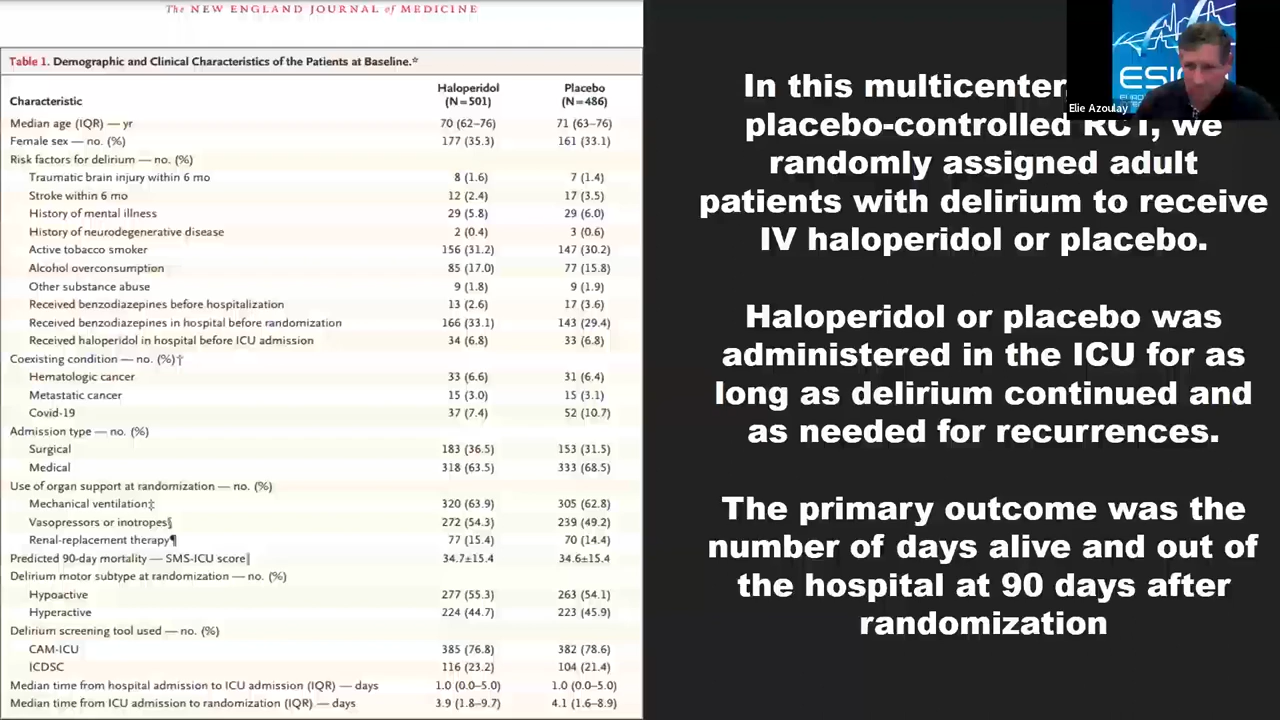 The NEW ENGLAND JOURNAL of MEDICINE
Table 1. Demographic and Clinical Characteristics of the Patients at Baseline.*
Characteristic Haloperidol (N=501) Placebo (N=486)
Median age (IQR) — yr 70 (62–76) 71 (63–76)
Female sex — no. (%) 177 (35.3) 161 (33.1)
Risk factors for delirium — no. (%)
Traumatic brain injury within 6 mo 8 (1.6) 7 (1.4)
Stroke within 6 mo 12 (2.4) 17 (3.5)
History of mental illness 29 (5.8) 29 (6.0)
History of neurodegenerative disease 2 (0.4) 3 (0.6)
Active tobacco smoker 156 (31.2) 147 (30.2)
Alcohol overconsumption 85 (17.0) 77 (15.8)
Other substance abuse 9 (1.8) 9 (1.9)
Received benzodiazepines before hospitalization 13 (2.6) 17 (3.6)
Received benzodiazepines in hospital before randomization 166 (33.1) 143 (29.4)
Received haloperidol in hospital before ICU admission 34 (6.8) 33 (6.8)
Coexisting condition — no. (%)†
Hematologic cancer 33 (6.6) 31 (6.4)
Metastatic cancer 15 (3.0) 15 (3.1)
Covid-19 37 (7.4) 52 (10.7)
Admission type — no. (%)
Surgical 183 (36.5) 153 (31.5)
Medical 318 (63.5) 333 (68.5)
Use of organ support at randomization — no. (%)
Mechanical ventilation‡ 320 (63.9) 305 (62.8)
Vasopressors or inotropes§ 272 (54.3) 239 (49.2)
Renal-replacement therapy¶ 77 (15.4) 70 (14.4)
Predicted 90-day mortality — SMS-ICU score‖ 34.7±15.4 34.6±15.4
Delirium motor subtype at randomization — no. (%)
Hypoactive 277 (55.3) 263 (54.1)
Hyperactive 224 (44.7) 223 (45.9)
Delirium screening tool used — no. (%)
CAM-ICU 385 (76.8) 382 (78.6)
ICDSC 116 (23.2) 104 (21.4)
Median time from hospital admission to ICU admission (IQR) — days 1.0 (0.0–5.0) 1.0 (0.0–5.0)
Median time from ICU admission to randomization (IQR) — days 3.9 (1.8–9.7) 4.1 (1.6–8.9)
In this multicenter,
placebo-controlled RCT, we
randomly assigned adult
patients with delirium to receive
IV haloperidol or placebo.
Haloperidol or placebo was
administered in the ICU for as
long as delirium continued and
as needed for recurrences.
The primary outcome was the
number of days alive and out of
the hospital at 90 days after
randomization
Elie Azoulay